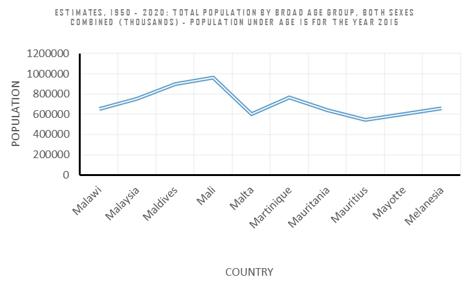 ESTIMATES, 1950 - 2020: TOTAL POPULATION BY BROAD AGE GROUP, BOTH SEXES
COMBINED (THOUSANDS) - POPULATION UNDER AGE 15 FOR THE YEAR 2015
1200000
1000000
800000
600000
400000
200000
0
POPULATION
Malawi
Malaysia
Maldives
Mali
Malta
Martinique
Mauritania
Mauritius
Mayotte
Melanesia
COUNTRY